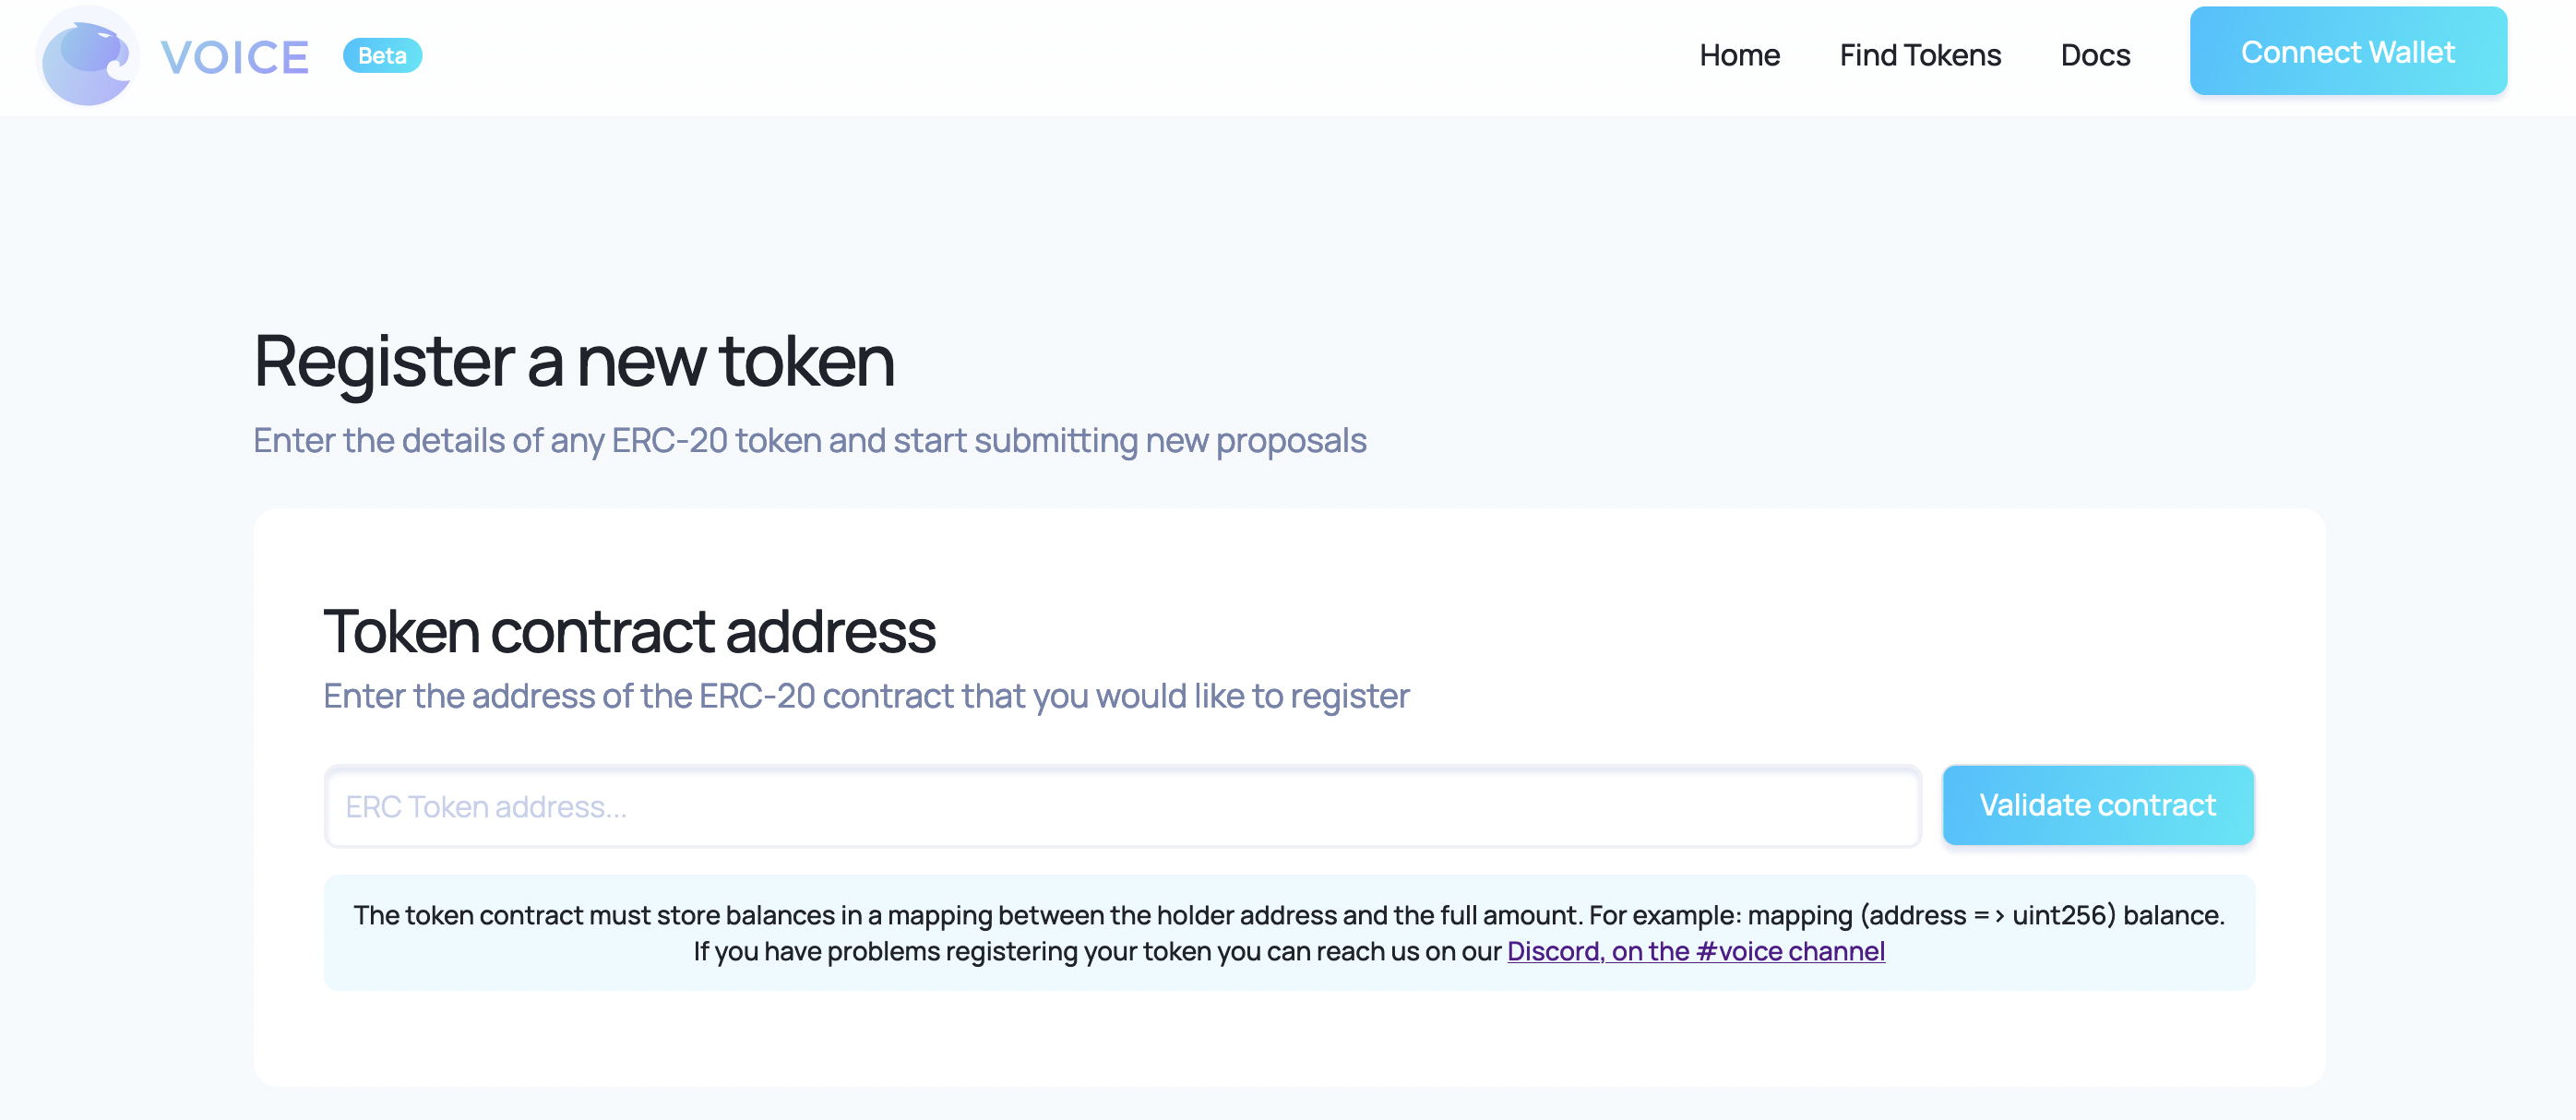 VOICE
Beta
Home
Find Tokens
Docs
Connect Wallet
Register a new token
Enter the details of any ERC-20 token and start submitting new proposals
Token contract address
Enter the address of the ERC-20 contract that you would like to register
ERC Token address...
Validate contract
The token contract must store balances in a mapping between the holder address and the full amount. For example: mapping (address => uint256) balance.
If you have problems registering your token you can reach us on our Discord, on the #voice channel